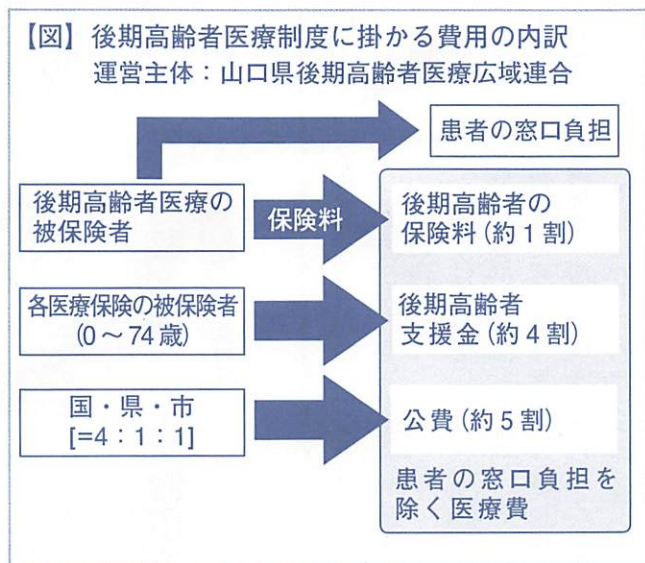 【図】後期高齢者医療制度に掛かる費用の内訳
運営主体：山口県後期高齢者医療広域連合
患者の窓口負担
後期高齢者医療の
被保険者
保険料
後期高齢者の
保険料(約1割)
各医療保険の被保険者
(0～74歳)
後期高齢者
支援金(約4割)
国・県・市
[=4：1：1]
公費(約5割)
患者の窓口負担を
除く医療費